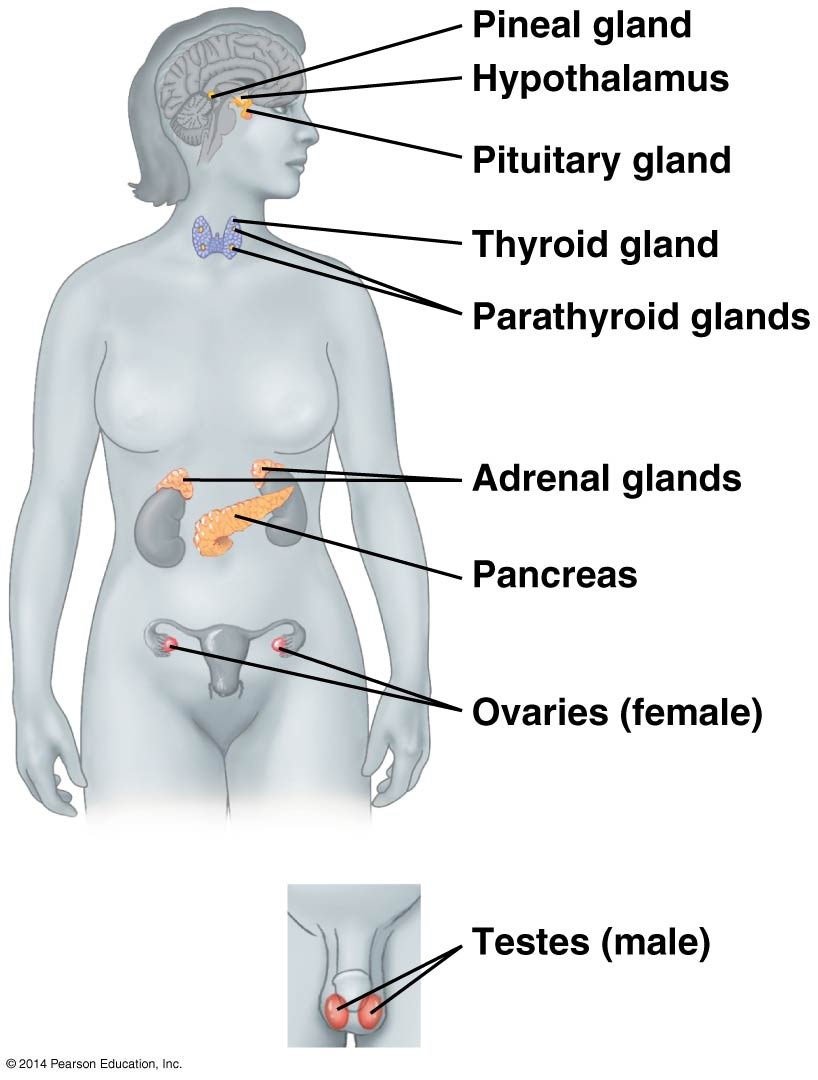 Pineal gland
Hypothalamus
Pituitary gland
Thyroid gland
Parathyroid glands
Adrenal glands
Pancreas
Ovaries (female)
Testes (male)
© 2014 Pearson Education, Inc.